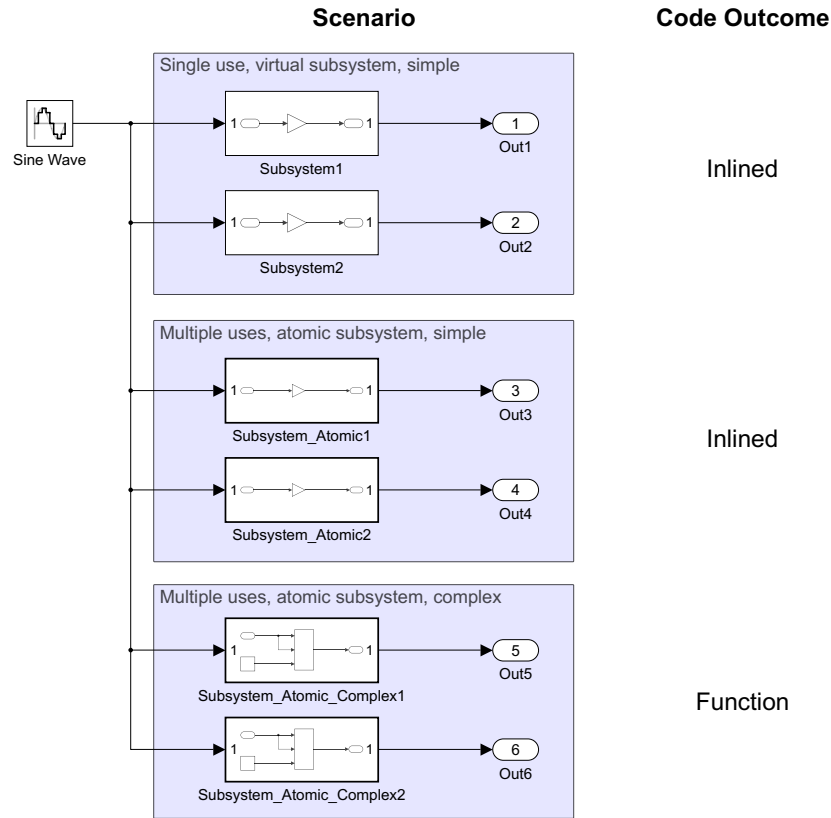 Scenario
Code Outcome
Single use, virtual subsystem, simple
Sine Wave
1
1
Subsystem1
1
Out1
1
1
Subsystem2
2
Out2
Inlined
Multiple uses, atomic subsystem, simple
1
1
Subsystem_Atomic1
3
Out3
1
1
Subsystem_Atomic2
4
Out4
Inlined
Multiple uses, atomic subsystem, complex
1
1
Subsystem_Atomic_Complex1
5
Out5
1
1
Subsystem_Atomic_Complex2
6
Out6
Function